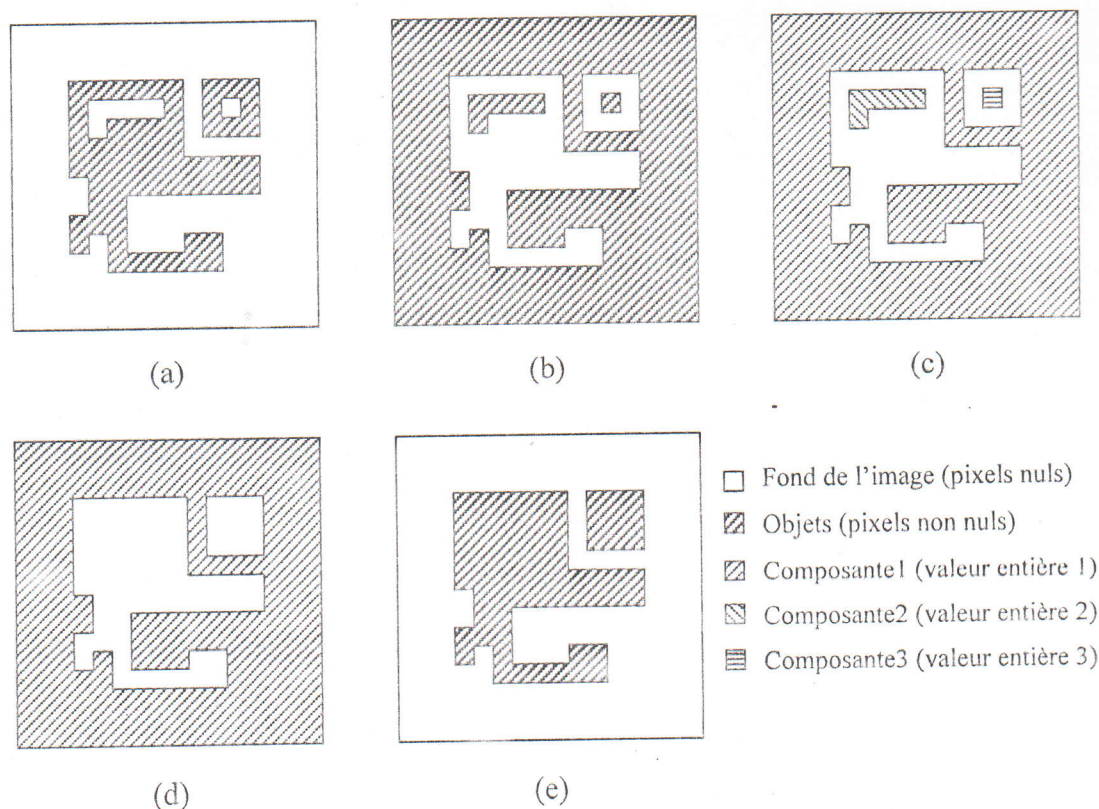 (a)
(b)
(c)
(d)
(e)
Fond de l'image (pixels nuls)
Objets (pixels non nuls)
Composante1 (valeur entière 1)
Composante2 (valeur entière 2)
Composante3 (valeur entière 3)